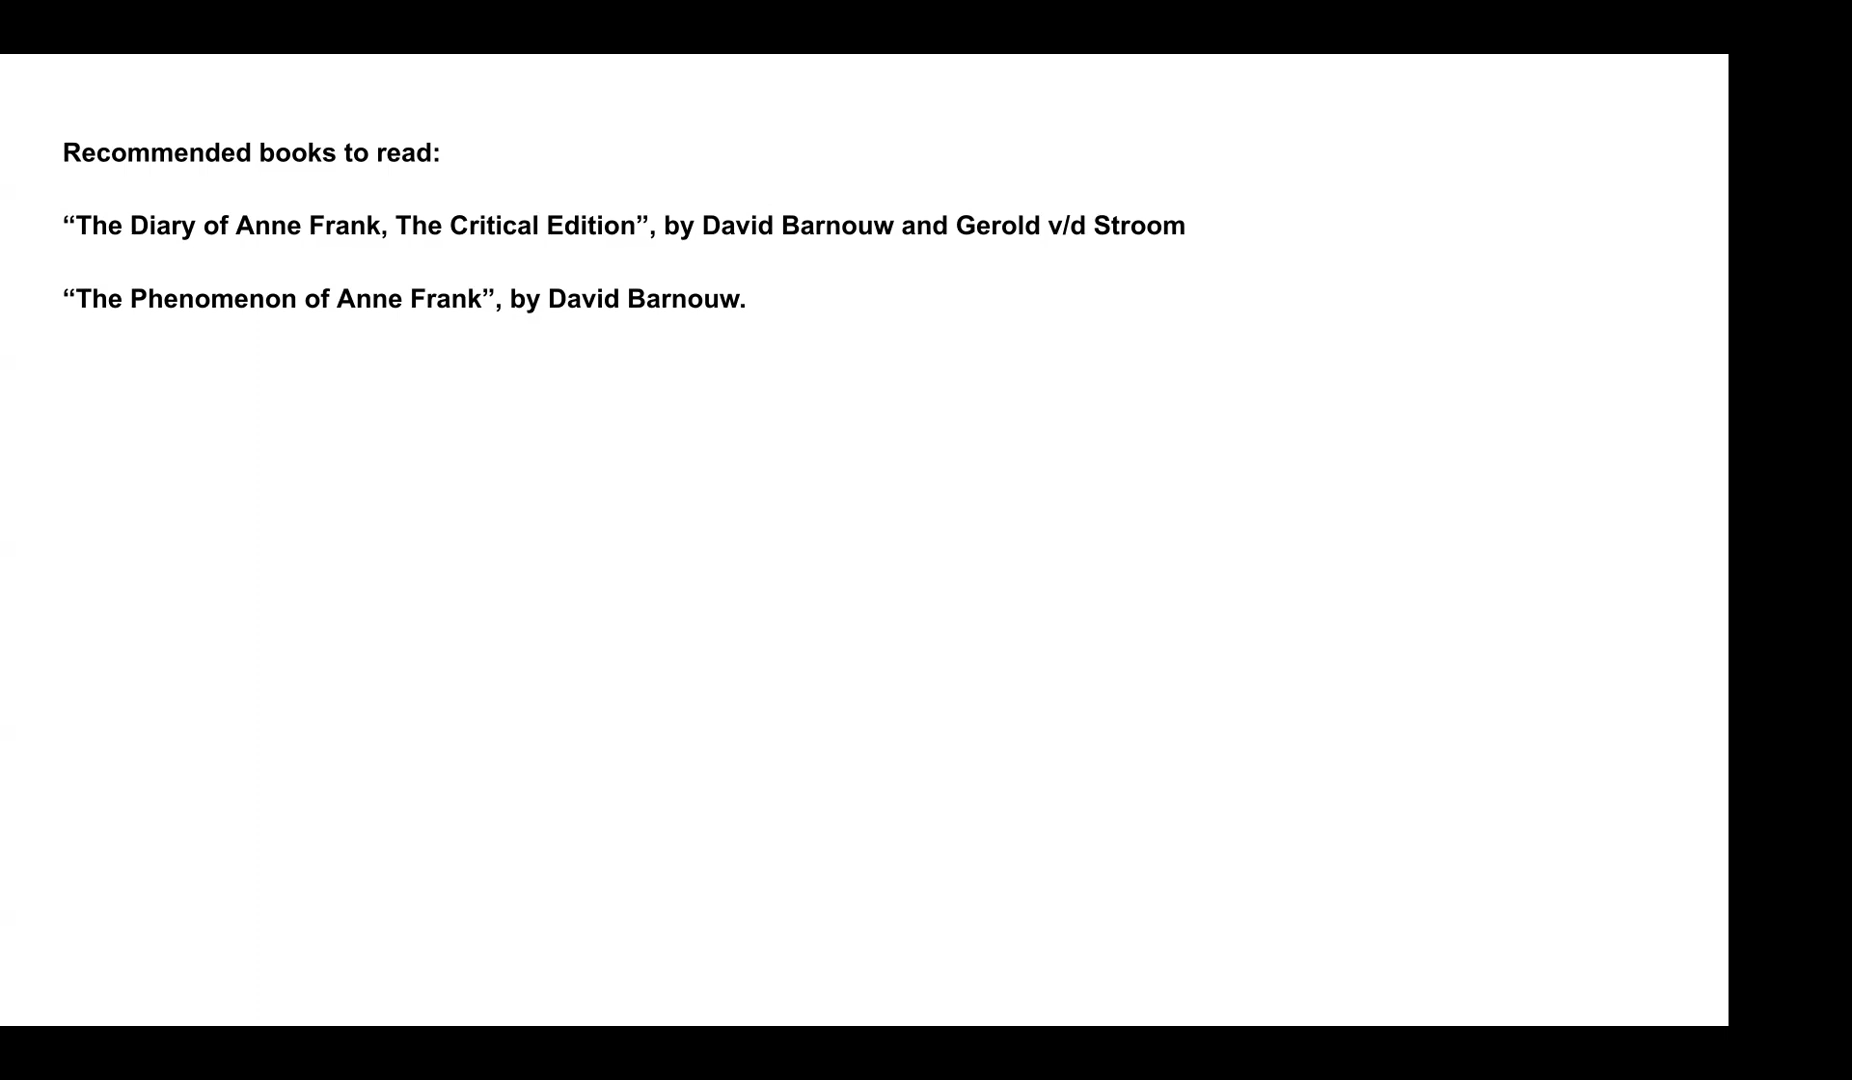 Recommended books to read:
“The Diary of Anne Frank, The Critical Edition”, by David Barnouw and Gerold v/d Stroom
“The Phenomenon of Anne Frank”, by David Barnouw.